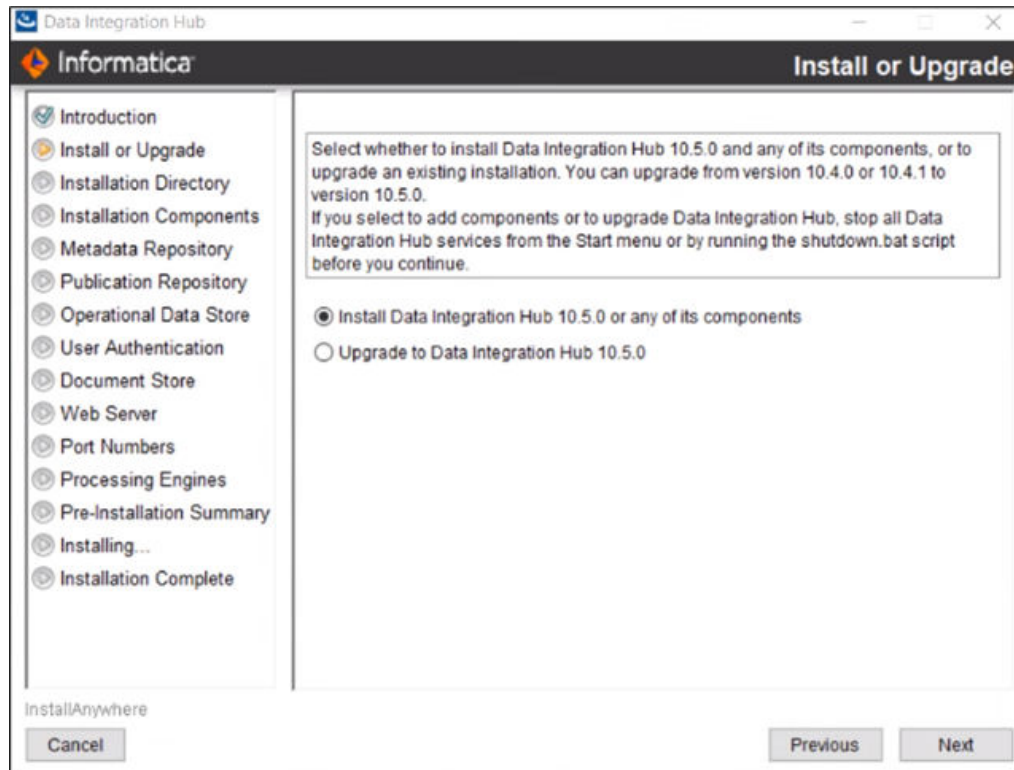 Data Integration Hub
Informatica
Install or Upgrade
Introduction
Install or Upgrade
Installation Directory
Installation Components
Metadata Repository
Publication Repository
Operational Data Store
User Authentication
Document Store
Web Server
Port Numbers
Processing Engines
Pre-Installation Summary
Installing...
Installation Complete
Select whether to install Data Integration Hub 10.5.0 and any of its components, or to
upgrade an existing installation. You can upgrade from version 10.4.0 or 10.4.1 to
version 10.5.0.
If you select to add components or to upgrade Data Integration Hub, stop all Data
Integration Hub services from the Start menu or by running the shutdown.bat script
before you continue.
Install Data Integration Hub 10.5.0 or any of its components
Upgrade to Data Integration Hub 10.5.0
InstallAnywhere
Cancel
Previous
Next